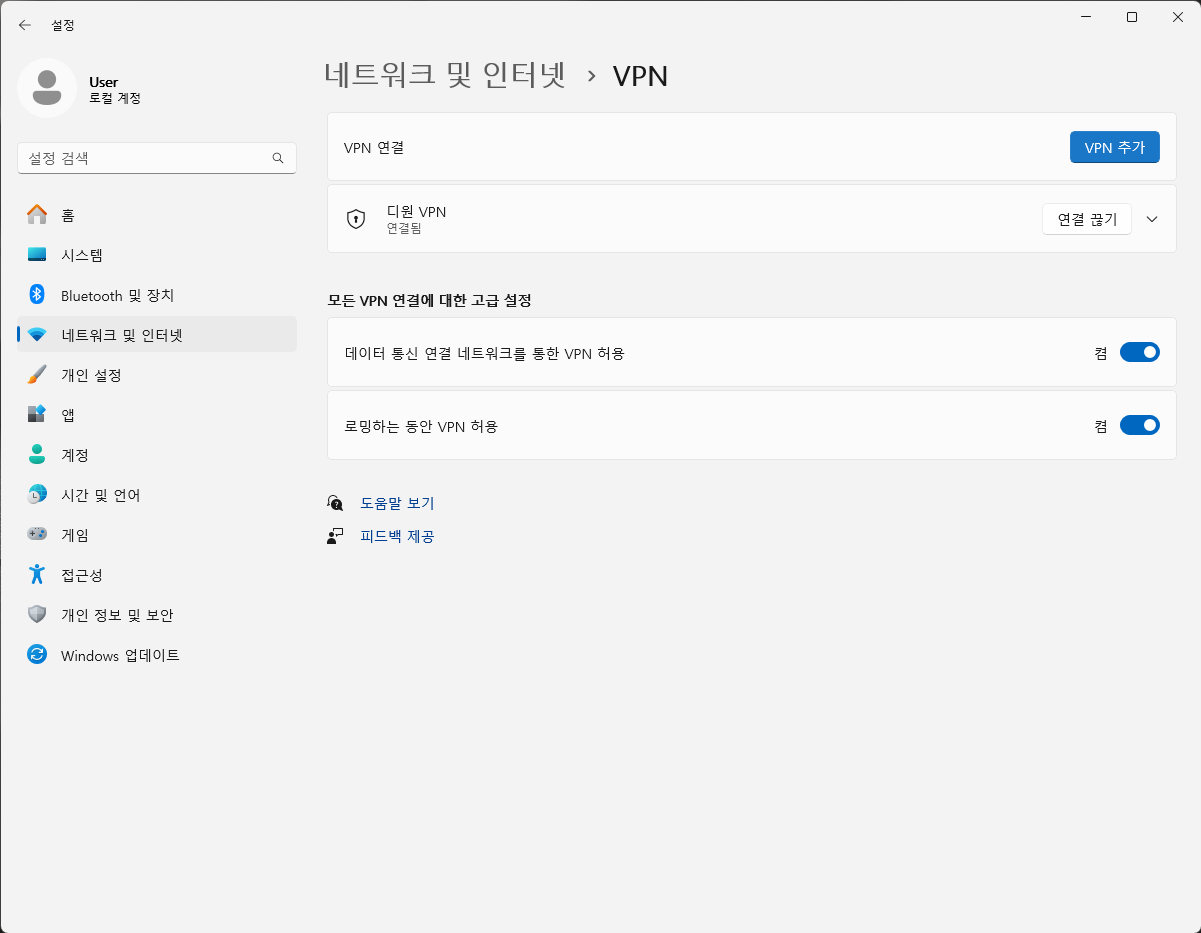 설정
User
로컬 계정
설정 검색
홈
시스템
Bluetooth 및 장치
네트워크 및 인터넷
개인 설정
앱
계정
시간 및 언어
게임
접근성
개인 정보 및 보안
Windows 업데이트
네트워크 및 인터넷 › VPN
VPN 연결
VPN 추가
디원 VPN
연결됨
연결 끊기
모든 VPN 연결에 대한 고급 설정
데이터 통신 연결 네트워크를 통한 VPN 허용
켬
로밍하는 동안 VPN 허용
켬
도움말 보기
피드백 제공